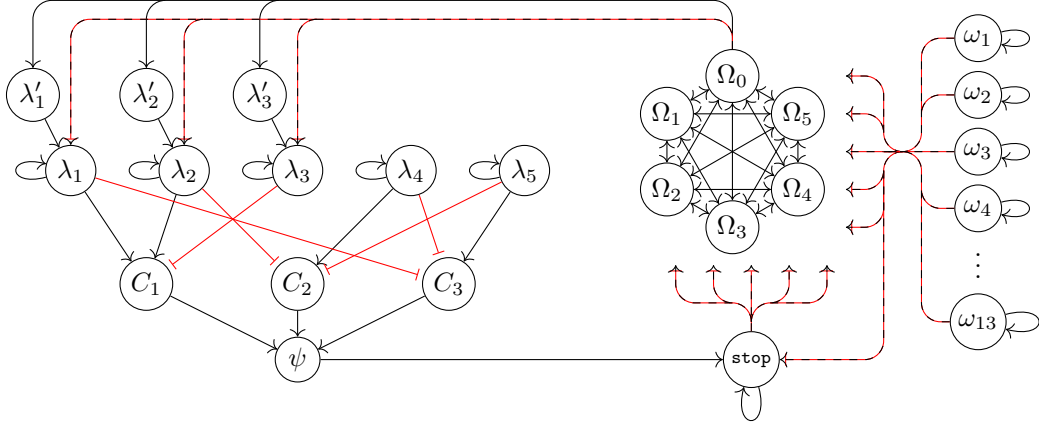 λ′₁ λ′₂ λ′₃ Ω₀ ω₁
Ω₁ Ω₅ ω₂
λ₁ λ₂ λ₃ λ₄ λ₅ ω₃
Ω₂ Ω₄ ω₄
Ω₃
⋮
C₁ C₂ C₃
ω₁₃
ψ stop